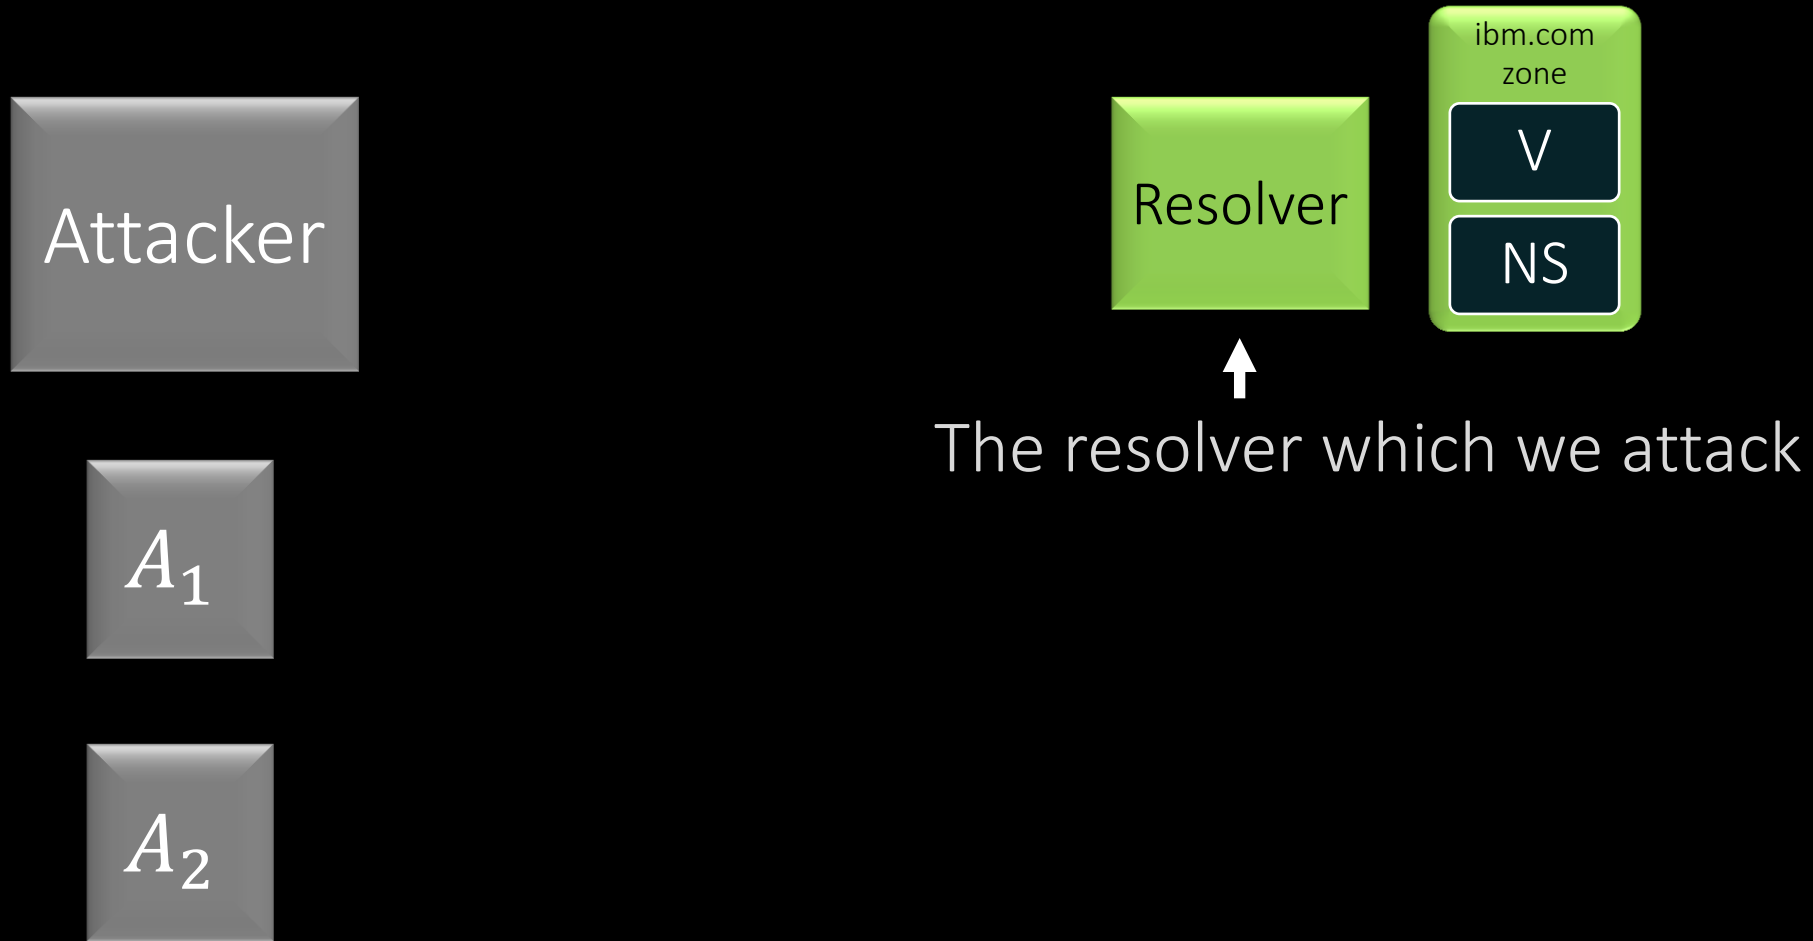 Attacker
Resolver
ibm.com
zone
V
NS
The resolver which we attack
A₁
A₂